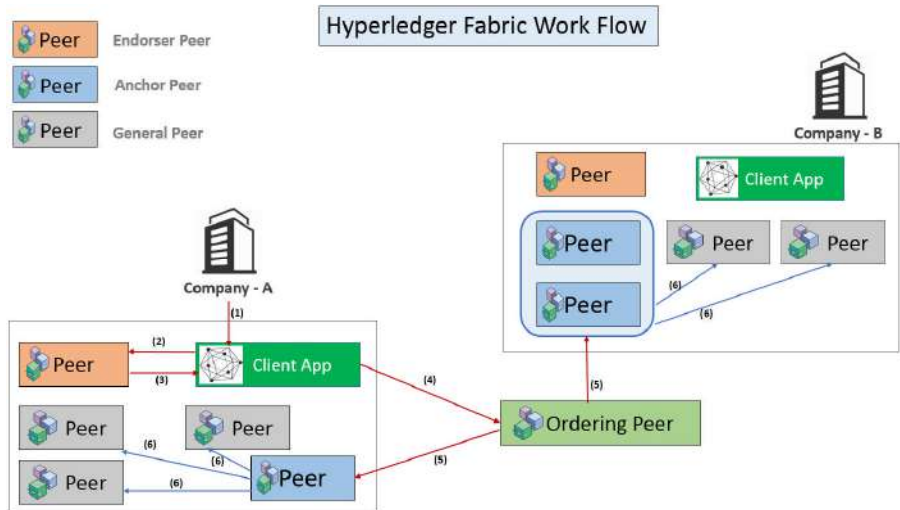 Hyperledger Fabric Work Flow
Peer Endorser Peer
Peer Anchor Peer
Peer General Peer
Company - B
Peer
Client App
Peer
Peer
Peer
Peer
(6)
(6)
Company - A
(1)
Peer
(2)
(3)
Client App
(4)
(5)
Ordering Peer
(5)
Peer
Peer
(6)
(6)
Peer
(6)
Peer